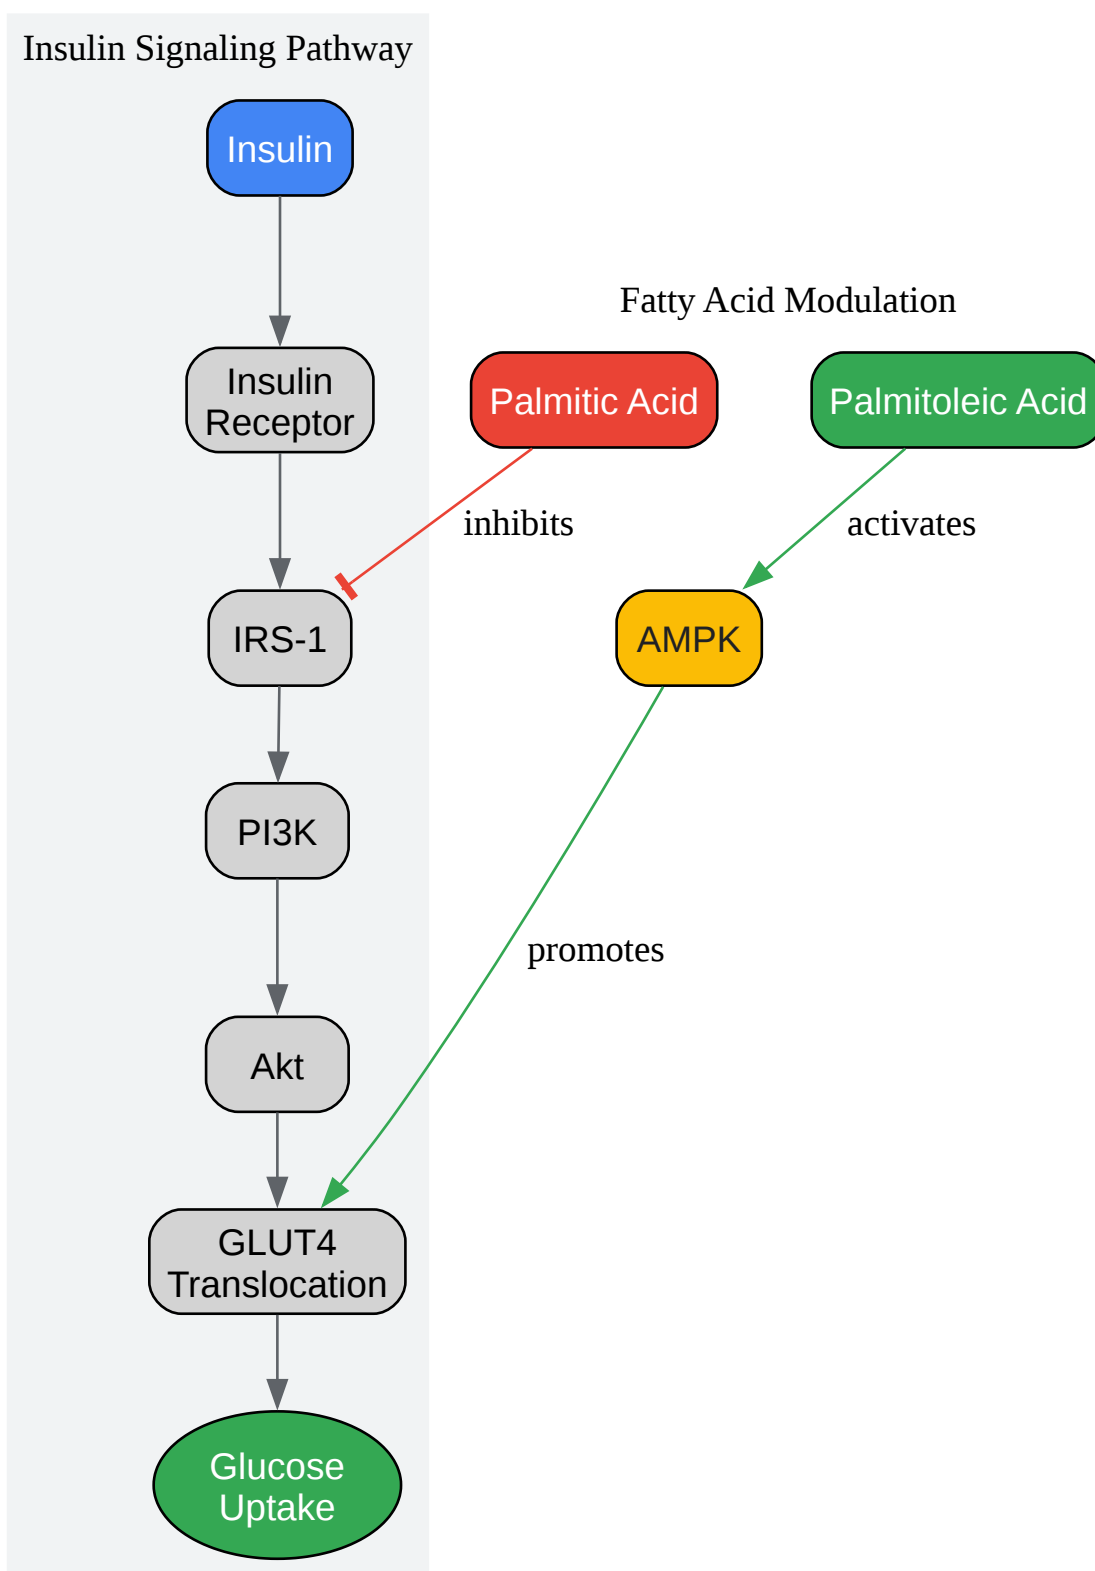 Insulin Signaling Pathway
Insulin
Fatty Acid Modulation
Insulin
Receptor
Palmitic Acid
Palmitoleic Acid
inhibits
activates
IRS-1
AMPK
PI3K
promotes
Akt
GLUT4
Translocation
Glucose
Uptake